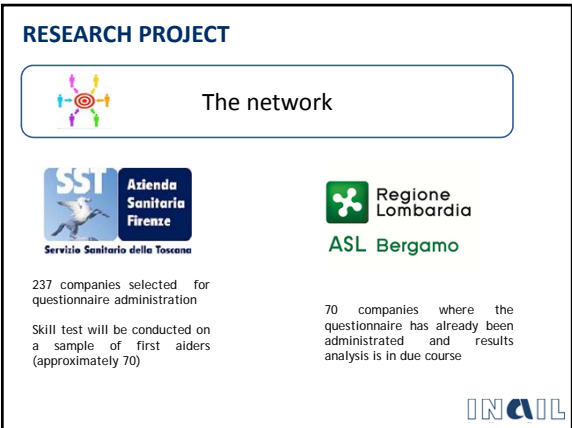 RESEARCH PROJECT
The network
SST
Azienda
Sanitaria
Firenze
Servizio Sanitario della Toscana
237 companies selected for
questionnaire administration
Skill test will be conducted on
a sample of first aiders
(approximately 70)
Regione
Lombardia
ASL Bergamo
70 companies where the
questionnaire has already been
administrated and results
analysis is in due course
INAIL